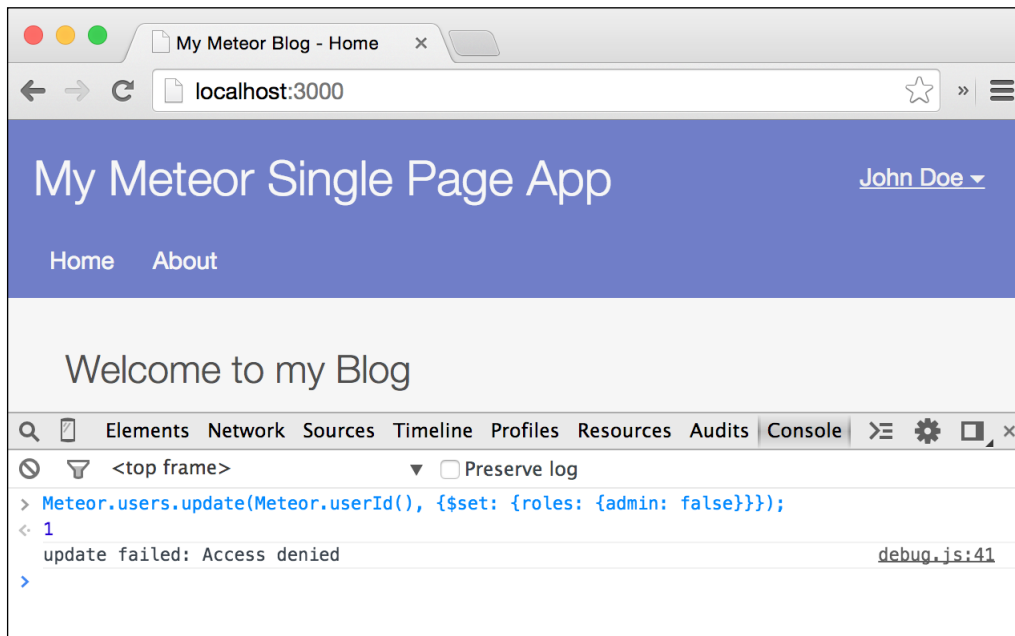 My Meteor Blog - Home
localhost:3000
My Meteor Single Page App John Doe
Home About
Welcome to my Blog
Elements Network Sources Timeline Profiles Resources Audits Console
<top frame> Preserve log
Meteor.users.update(Meteor.userId(), {$set: {roles: {admin: false}}});
1
update failed: Access denied debug.js:41